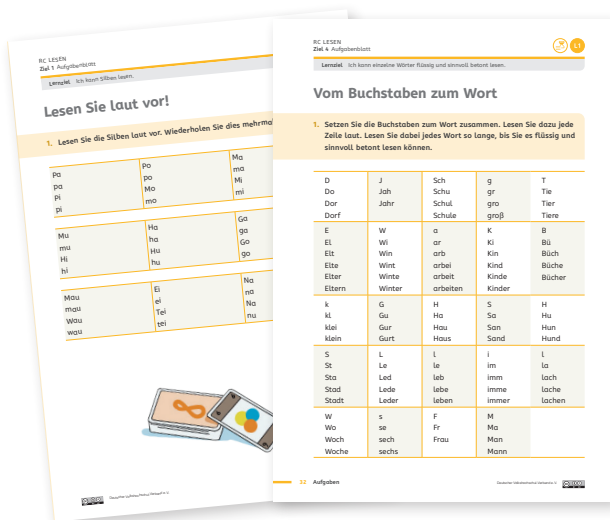 RC LESEN
Ziel 1 Aufgabenblatt
Lernziel Ich kann Silben lesen.
Lesen Sie laut vor!
1. Lesen Sie die Silben laut vor. Wiederholen Sie dies mehrma
Pa
pa
Pi
pi
Po
po
Mo
mo
Ma
ma
Mi
mi
Mu
mu
Hi
hi
Ha
ha
Hu
hu
Ga
ga
Go
go
Mau
mau
Wau
wau
Ei
ei
Tei
tei
Na
na
Na
nu
RC LESEN
Ziel 4 Aufgabenblatt
1.1
Lernziel Ich kann einzelne Wörter flüssig und sinnvoll betont lesen.
Vom Buchstaben zum Wort
1. Setzen Sie die Buchstaben zum Wort zusammen. Lesen Sie dazu jede
Zeile laut. Lesen Sie dabei jedes Wort so lange, bis Sie es flüssig und
sinnvoll betont lesen können.
D J Sch g T
Do Jah Schu gr Tie
Dor Jahr Schul gro Tier
Dorf Schule groß Tiere
E W a K B
El Wi ar Ki Bü
Elt Win arb Kin Büch
Elte Wint arbei Kind Büche
Elter Winte arbeit Kinde Bücher
Eltern Winter arbeiten Kinder
k G H S H
kl Gu Ha Sa Hu
klei Gur Hau San Hun
klein Gurt Haus Sand Hund
S L l i l
St Le le im la
Sta Led leb imm lach
Stad Lede lebe imme lache
Stadt Leder leben immer lachen
W s F M
Wo se Fr Ma
Woch sech Frau Man
Woche sechs Mann
12 Aufgaben